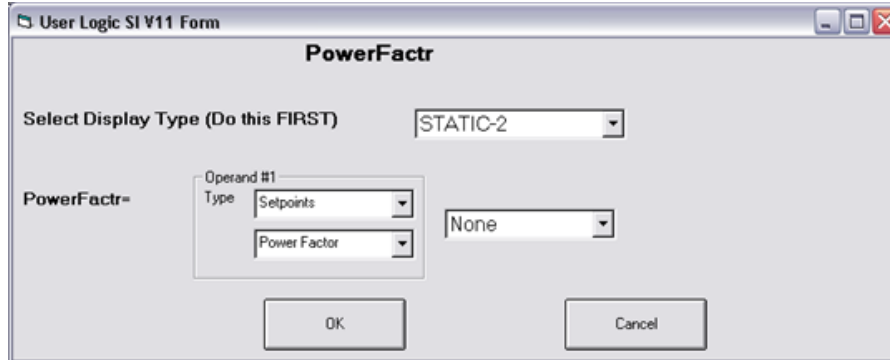 User Logic SI V11 Form
PowerFactr
Select Display Type (Do this FIRST) STATIC-2
Operand #1
PowerFactr= Type Setpoints
None
Power Factor
OK Cancel